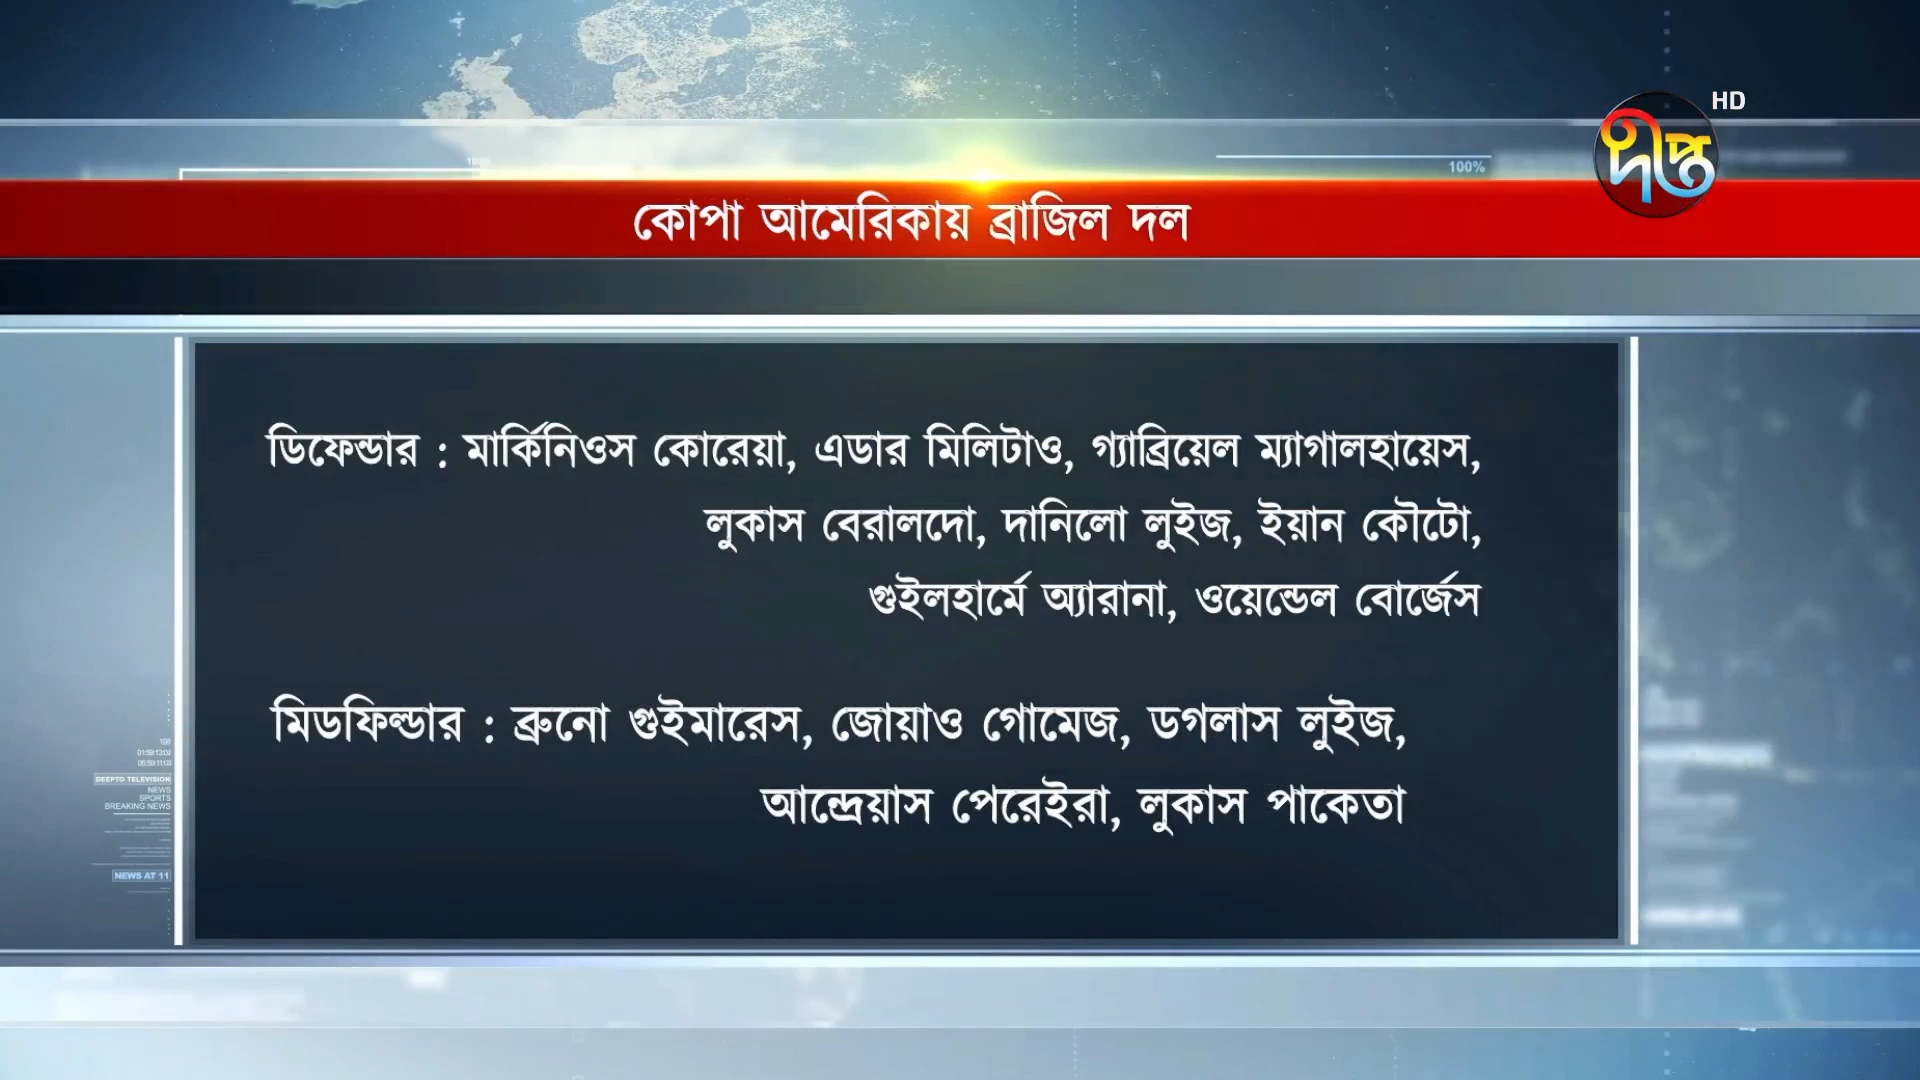 HD
দীপ্ত
100%
কোপা আমেরিকায় ব্রাজিল দল
ডিফেন্ডার : মার্কিনিওস কোরেয়া, এডার মিলিটাও, গ্যাব্রিয়েল ম্যাগালহায়েস,
লুকাস বেরালদো, দানিলো লুইজ, ইয়ান কৌটো,
গুইলহার্মে অ্যারানা, ওয়েন্ডেল বোর্জেস
মিডফিল্ডার : ব্রুনো গুইমারেস, জোয়াও গোমেজ, ডগলাস লুইজ,
আন্দ্রেয়াস পেরেইরা, লুকাস পাকেতা
DEEPTO TELEVISION
NEWS
SPORTS
BREAKING NEWS
NEWS AT 11